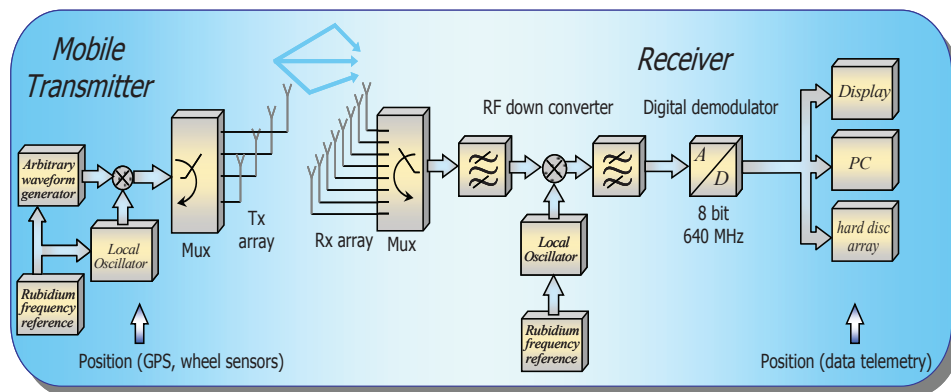 Mobile
Transmitter
Receiver
RF down converter
Digital demodulator
Arbitrary
waveform
generator
Local
Oscillator
Rubidium
frequency
reference
Mux
Tx
array
Rx array
Mux
Local
Oscillator
Rubidium
frequency
reference
A
D
8 bit
640 MHz
Display
PC
hard disc
array
Position (GPS, wheel sensors)
Position (data telemetry)